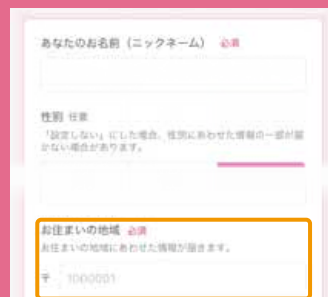 あなたのお名前（ニックネーム） 必須
性別 任意
「設定しない」にした場合、性別にあわせた情報の一部が届
かない場合があります。
お住まいの地域 必須
お住まいの地域にあわせた情報が届きます。
〒 1000001